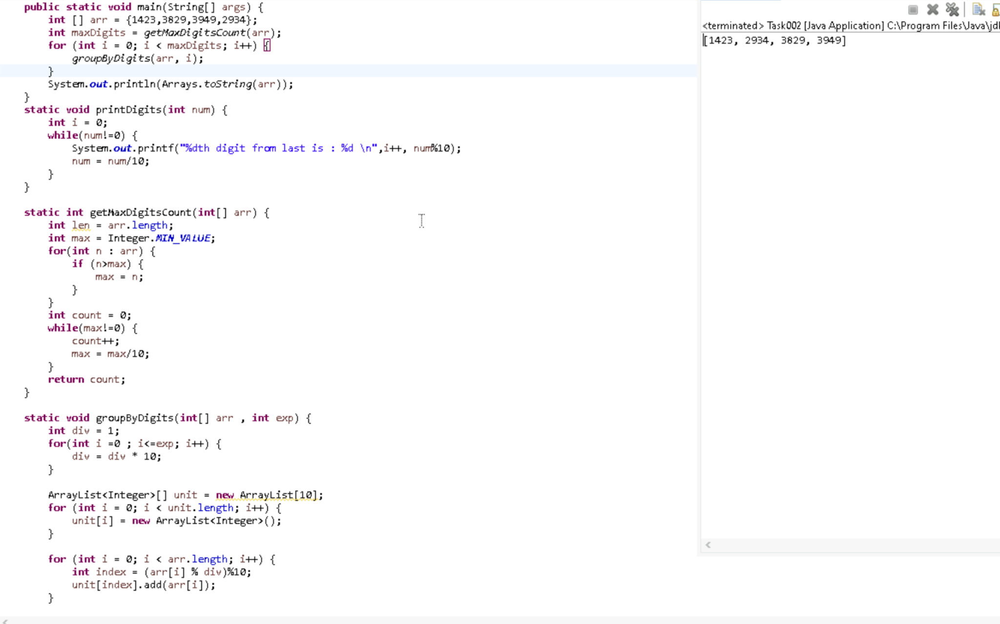 public static void main(String[] args) {
int [] arr = {1423,3829,3949,2934};
int maxDigits = getMaxDigitsCount(arr);
for (int i = 0; i < maxDigits; i++) {
groupByDigits(arr, i);
}
System.out.println(Arrays.toString(arr));
}
static void printDigits(int num) {
int i = 0;
while(num!=0) {
System.out.printf("%dth digit from last is : %d \n",i++, num%10);
num = num/10;
}
}
static int getMaxDigitsCount(int[] arr) {
int len = arr.length;
int max = Integer.MIN_VALUE;
for(int n : arr) {
if (n>max) {
max = n;
}
}
int count = 0;
while(max!=0) {
count++;
max = max/10;
}
return count;
}
static void groupByDigits(int[] arr , int exp) {
int div = 1;
for(int i =0 ; i<=exp; i++) {
div = div * 10;
}
ArrayList<Integer>[] unit = new ArrayList[10];
for (int i = 0; i < unit.length; i++) {
unit[i] = new ArrayList<Integer>();
}
for (int i = 0; i < arr.length; i++) {
int index = (arr[i] % div)%10;
unit[index].add(arr[i]);
}
<terminated> Task002 [Java Application] C:\Program Files\Java\jd
[1423, 2934, 3829, 3949]